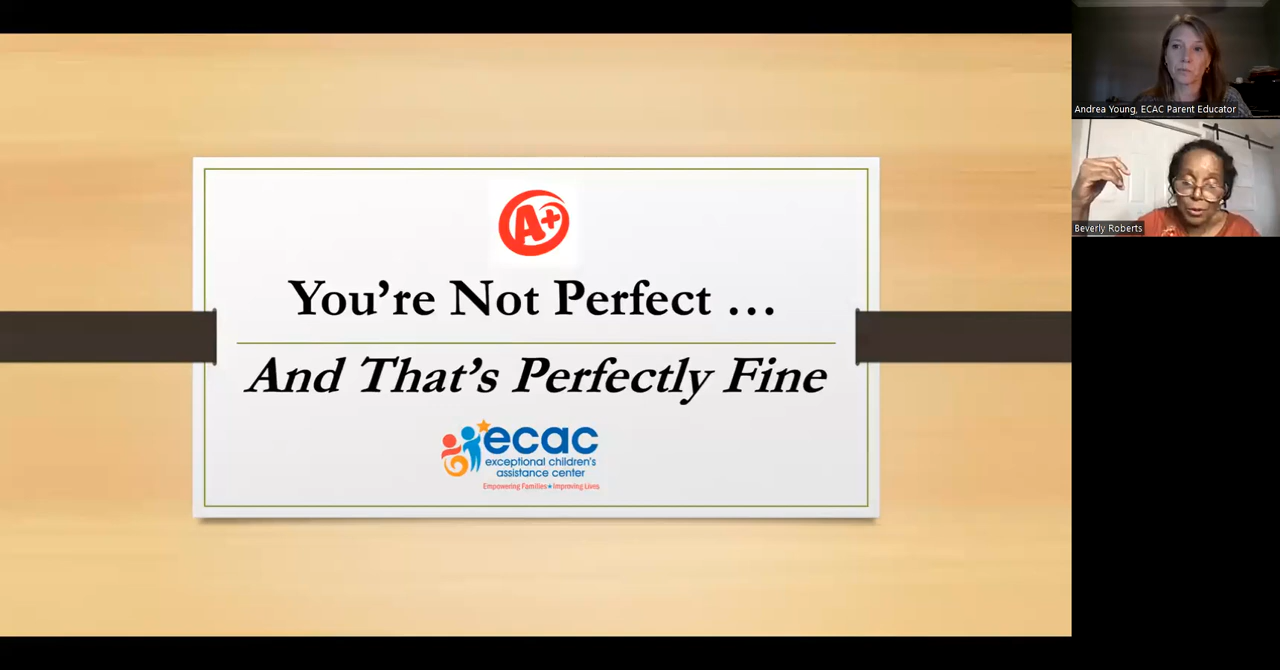 A+
You're Not Perfect …
And That's Perfectly Fine
ecac
exceptional children's
assistance center
Empowering Families★Improving Lives
Andrea Young, ECAC Parent Educator
Beverly Roberts